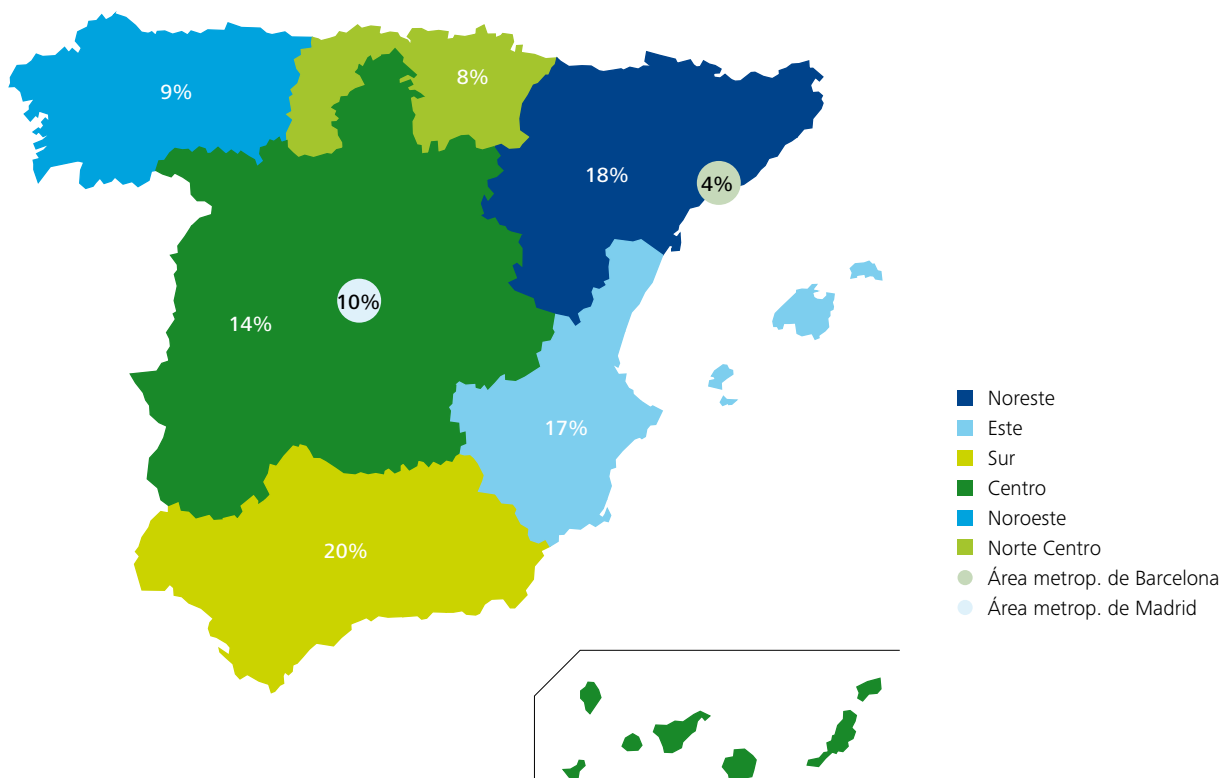 9%
8%
18%
4%
10%
14%
17%
20%
Noreste
Este
Sur
Centro
Noroeste
Norte Centro
Área metrop. de Barcelona
Área metrop. de Madrid